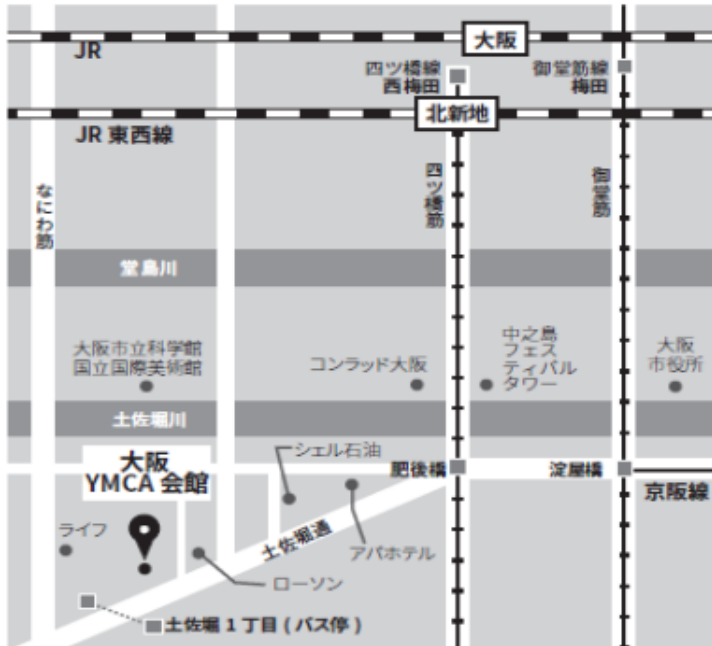 大阪
JR
四ツ橋線
西梅田
御堂筋線
梅田
北新地
JR 東西線
なにわ筋
四ツ橋筋
御堂筋
堂島川
大阪市立科学館
国立国際美術館
コンラッド大阪
中之島
フェス
ティバル
タワー
大阪
市役所
土佐堀川
大阪
YMCA 会館
シェル石油
肥後橋
淀屋橋
京阪線
ライフ
土佐堀通
アパホテル
ローソン
土佐堀 1 丁目 ( バス停 )